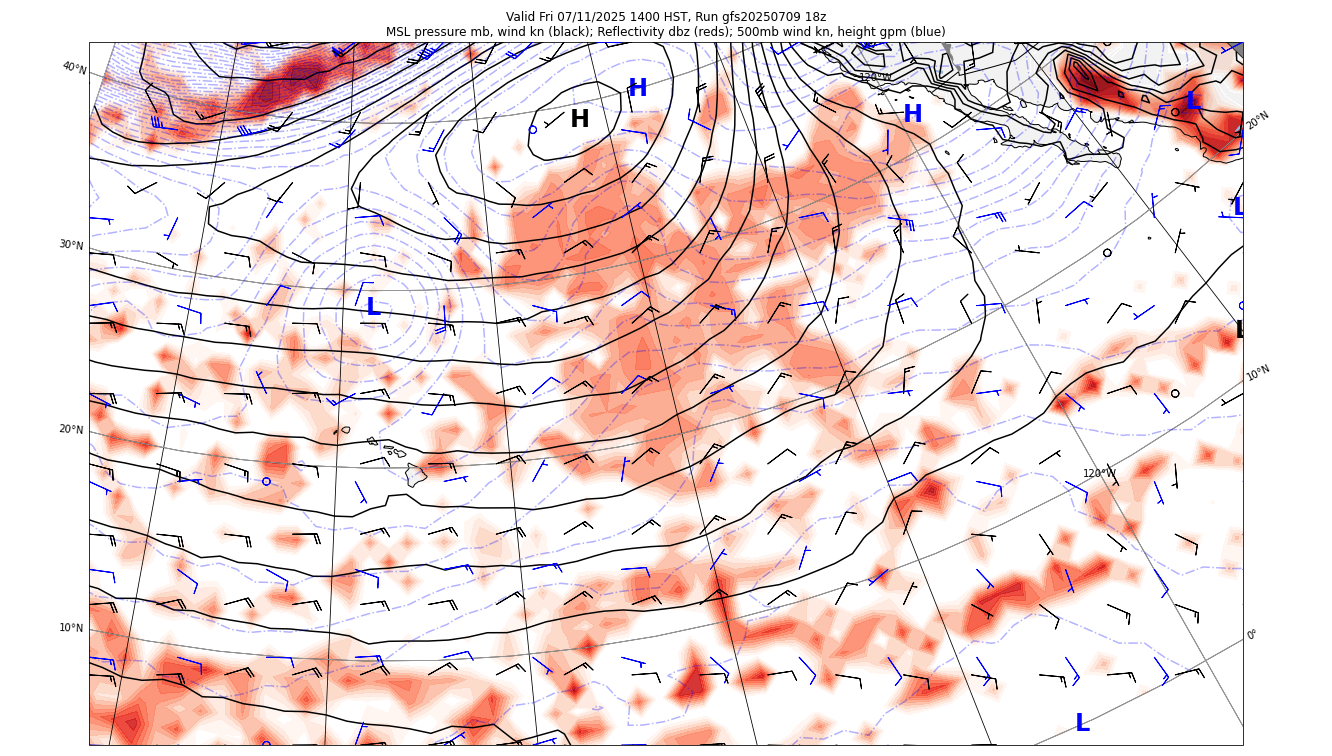 Valid Fri 07/11/2025 1400 HST, Run gfs20250709 18z
MSL pressure mb, wind kn (black); Reflectivity dbz (reds); 500mb wind kn, height gpm (blue)
40°N
120°W
H
H
H
L
20°N
30°N
L
L
L
10°N
20°N
120°W
10°N
0°
L